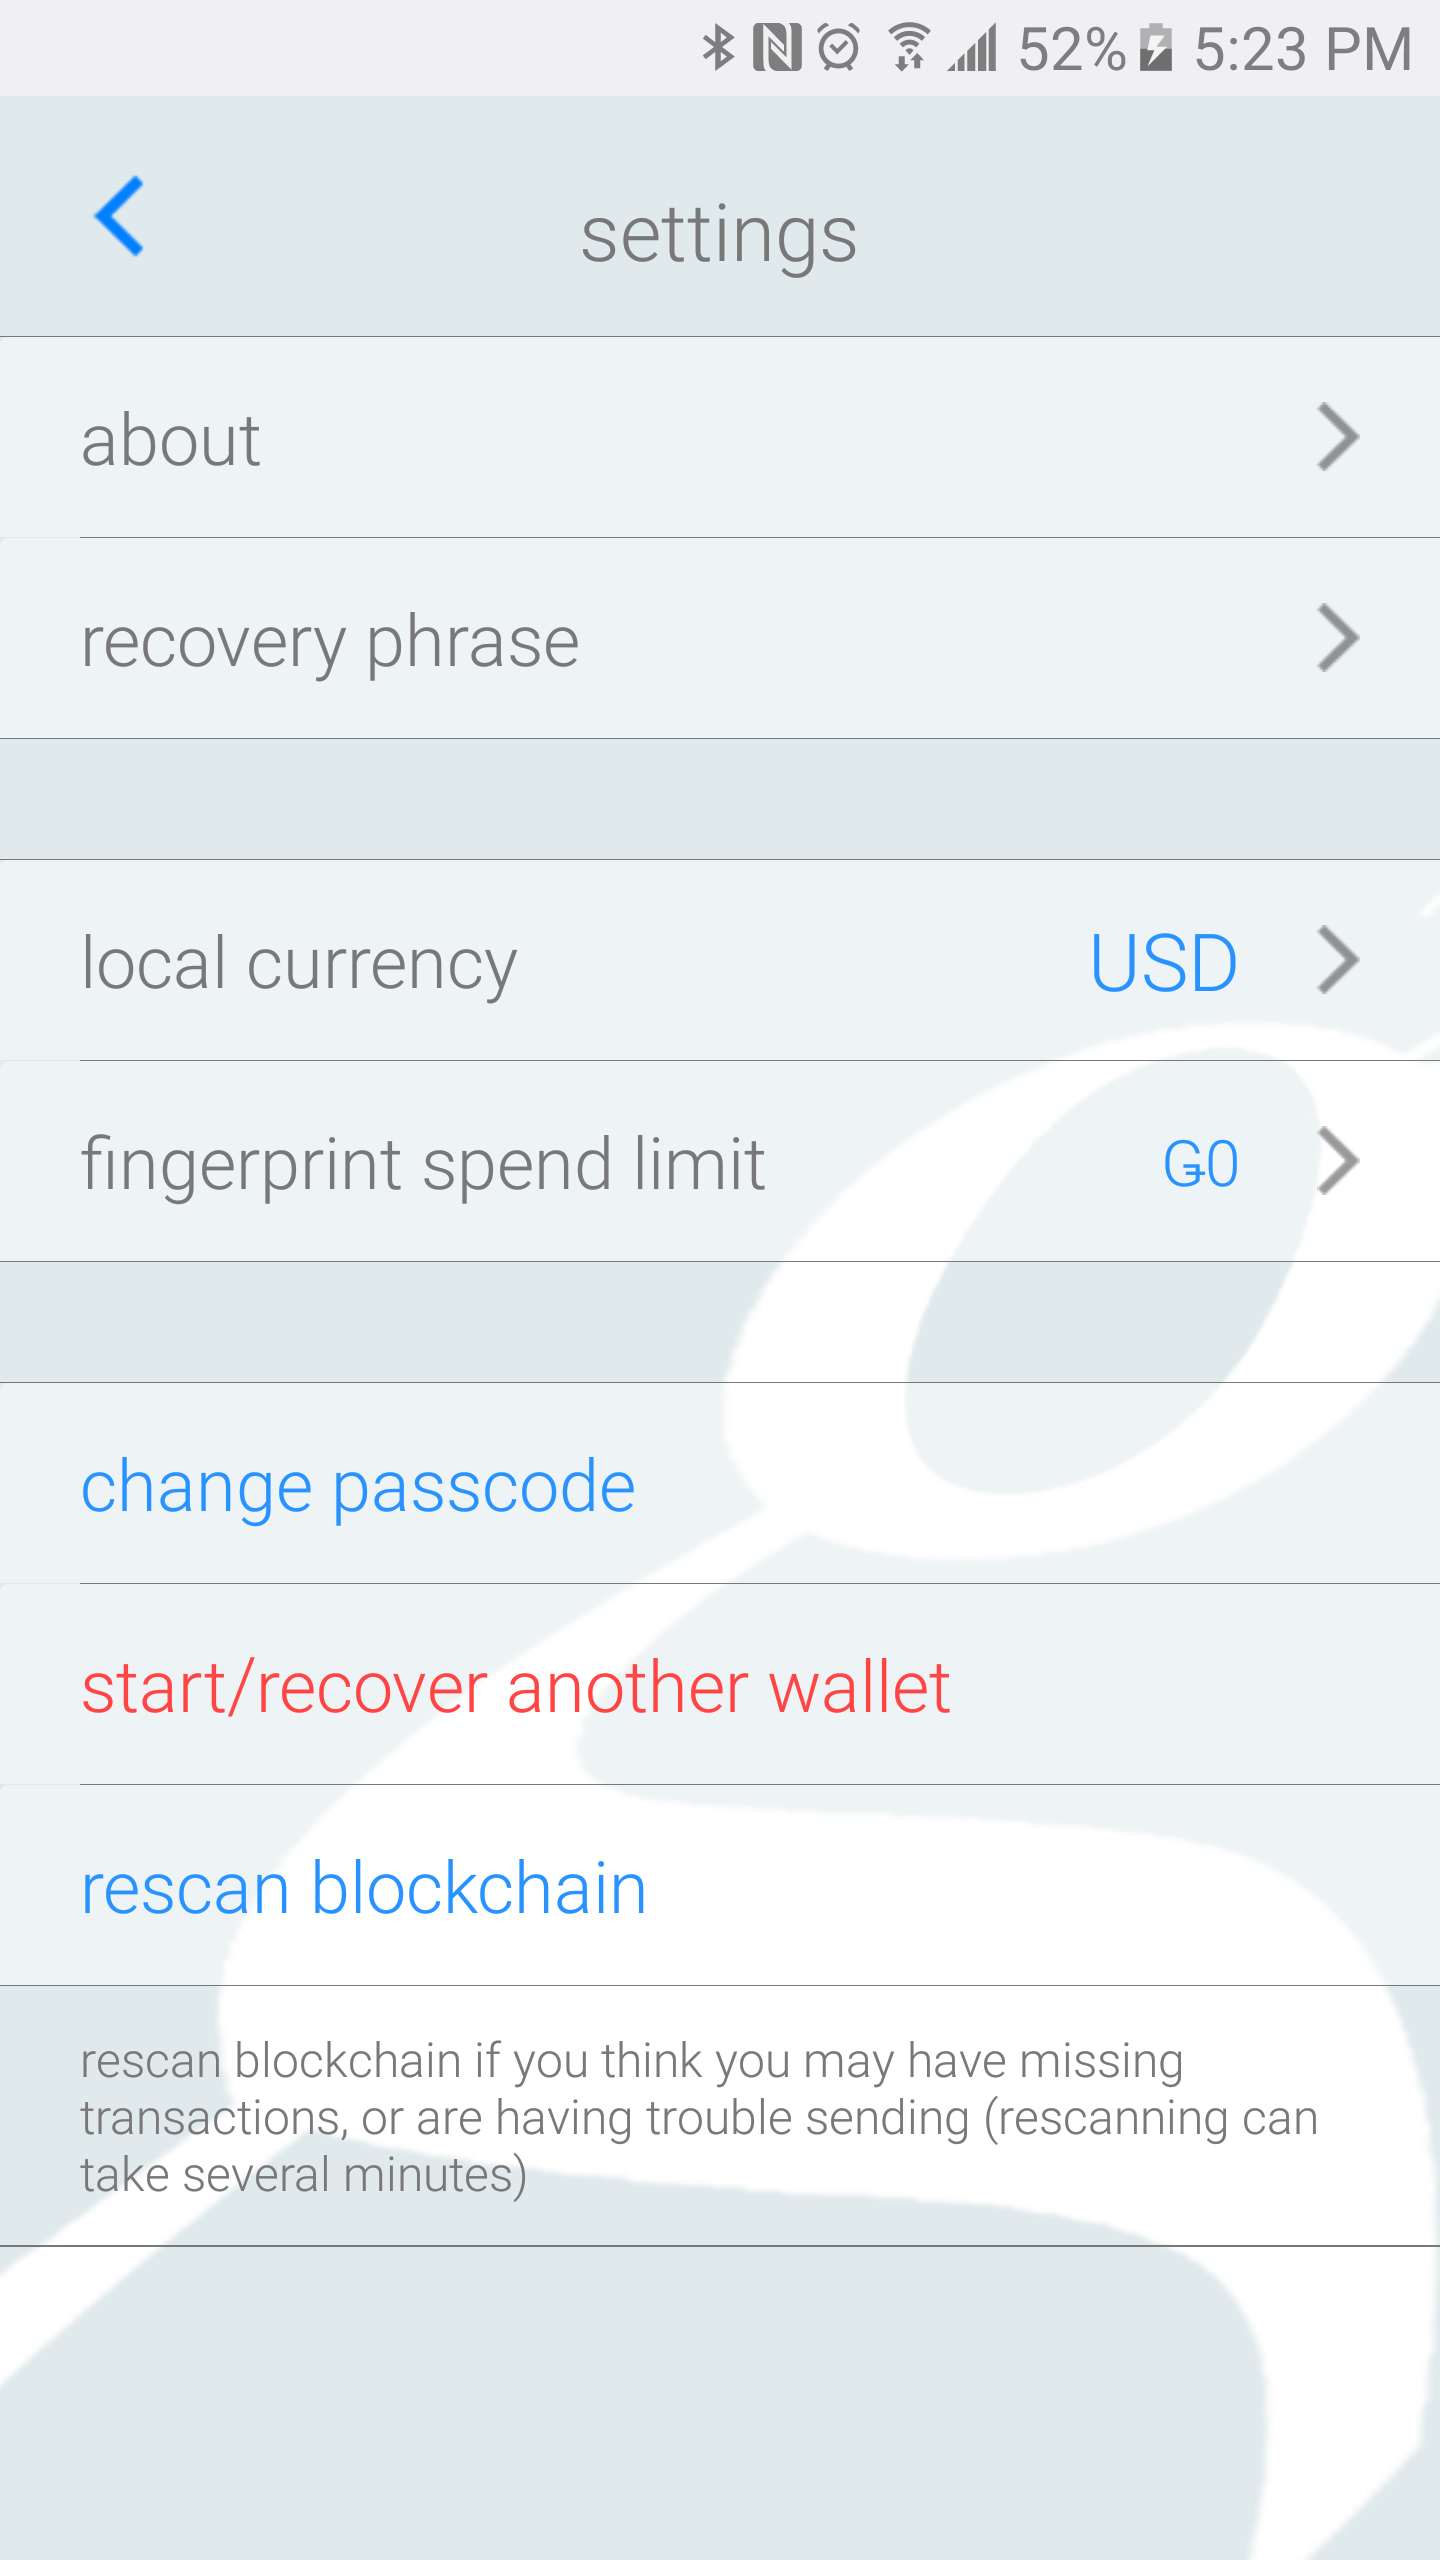 52% 5:23 PM
settings
about
recovery phrase
local currency USD
fingerprint spend limit Ǥ0
change passcode
start/recover another wallet
rescan blockchain
rescan blockchain if you think you may have missing
transactions, or are having trouble sending (rescanning can
take several minutes)